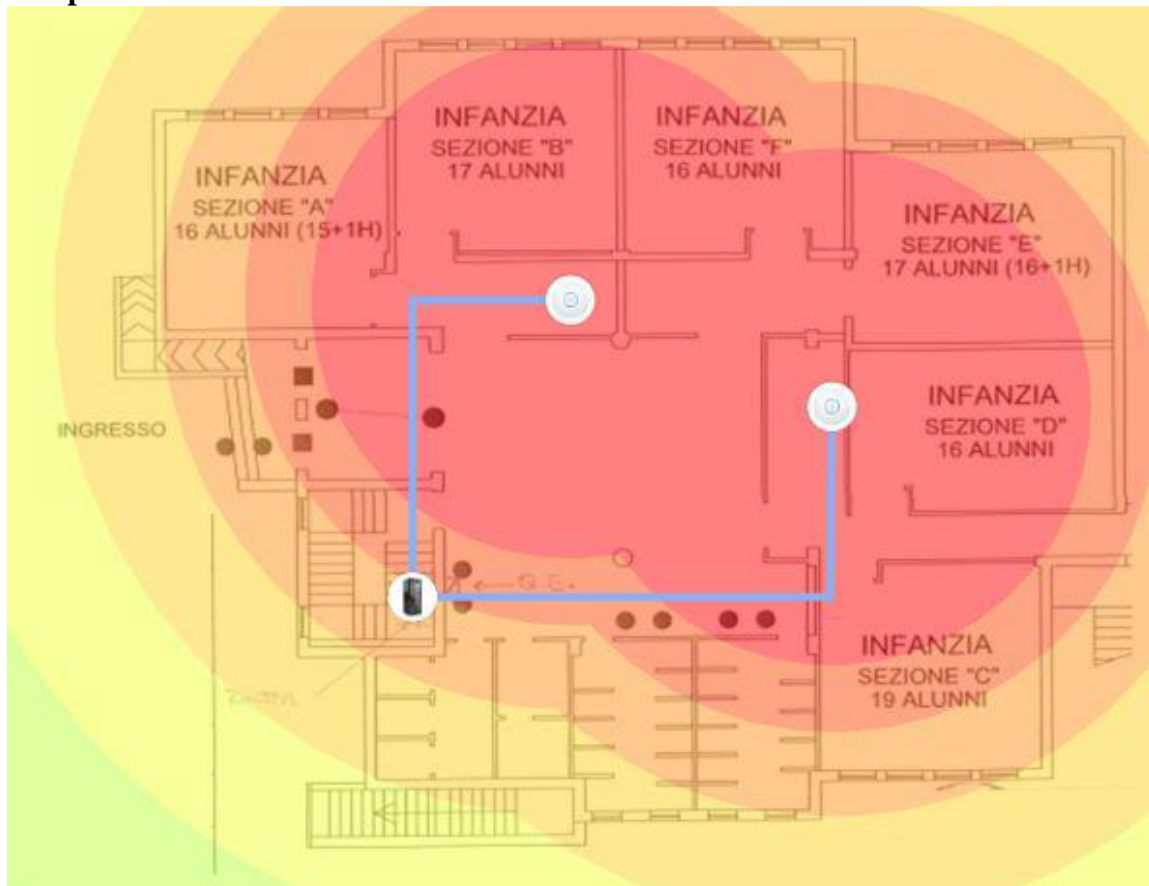 INFANZIA
SEZIONE "B"
17 ALUNNI
INFANZIA
SEZIONE "F"
16 ALUNNI
INFANZIA
SEZIONE "A"
16 ALUNNI (15+1H)
INFANZIA
SEZIONE "E"
17 ALUNNI (16+1H)
INFANZIA
SEZIONE "D"
16 ALUNNI
INGRESSO
Q.E.
INFANZIA
SEZIONE "C"
19 ALUNNI